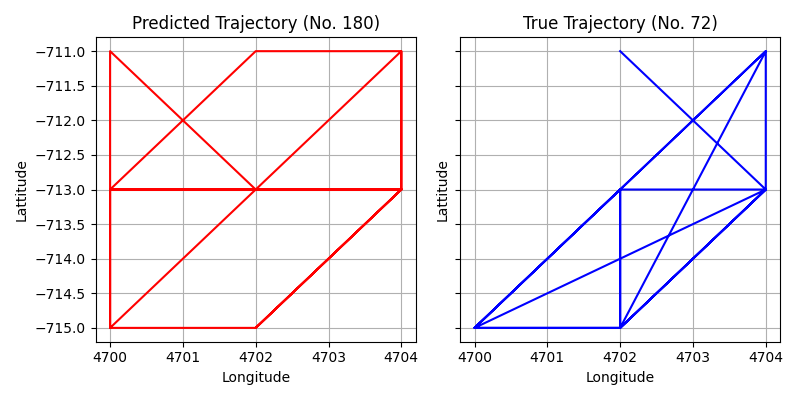 Predicted Trajectory (No. 180)
True Trajectory (No. 72)
−711.0
−711.5
−712.0
−712.5
−713.0
−713.5
−714.0
−714.5
−715.0
Lattitude
Lattitude
4700 4701 4702 4703 4704
4700 4701 4702 4703 4704
Longitude
Longitude